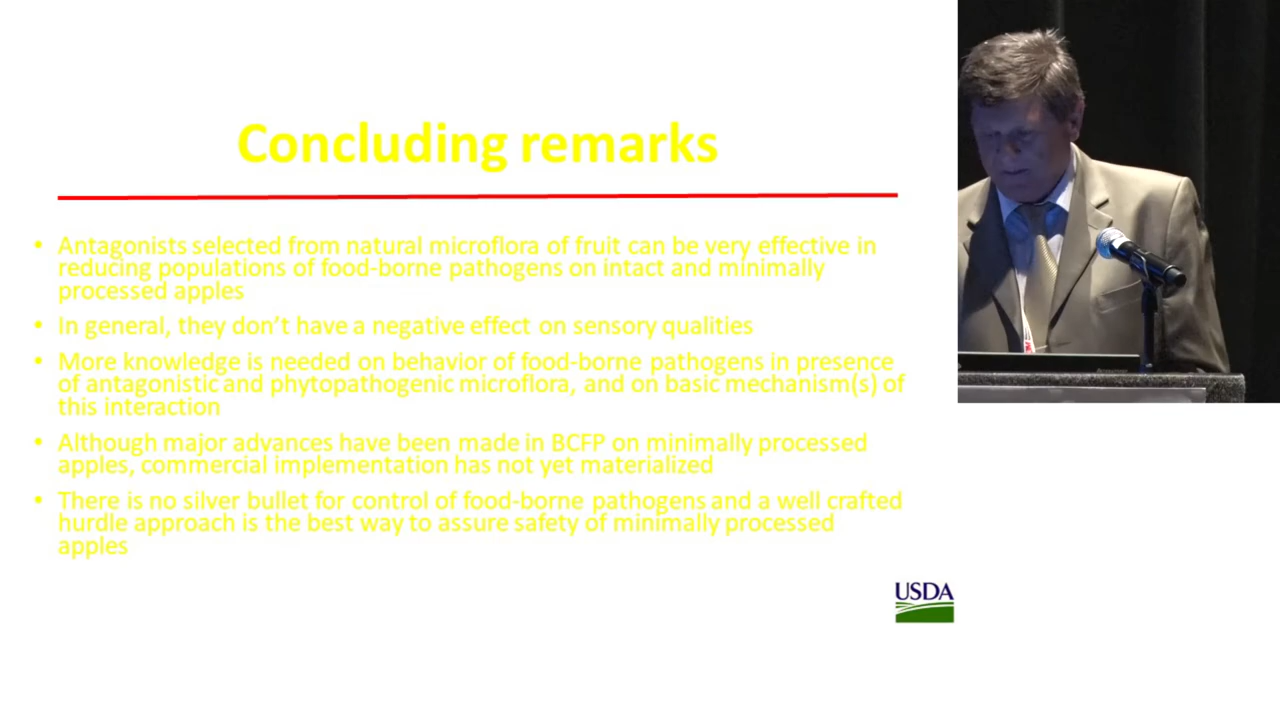 Concluding remarks
• Antagonists selected from natural microflora of fruit can be very effective in
reducing populations of food-borne pathogens on intact and minimally
processed apples
• In general, they don’t have a negative effect on sensory qualities
• More knowledge is needed on behavior of food-borne pathogens in presence
of antagonistic and phytopathogenic microflora, and on basic mechanism(s) of
this interaction
• Although major advances have been made in BCFP on minimally processed
apples, commercial implementation has not yet materialized
• There is no silver bullet for control of food-borne pathogens and a well crafted
hurdle approach is the best way to assure safety of minimally processed
apples
USDA